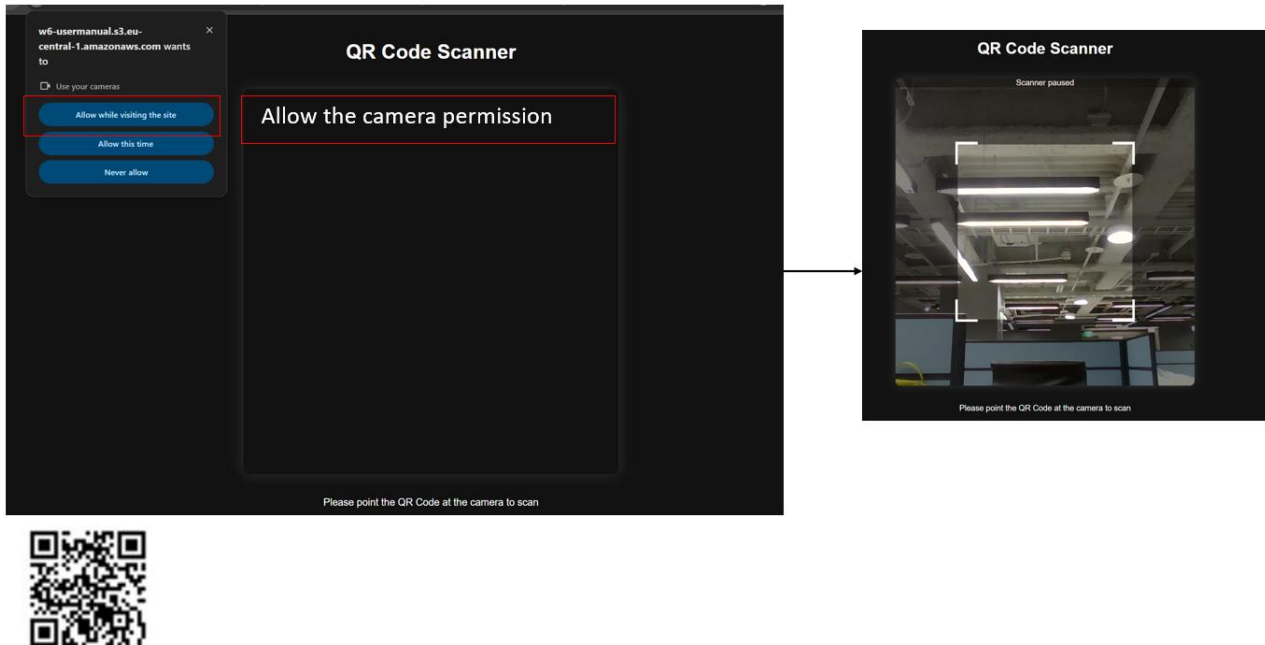 w6-usermanual.s3.eu-
central-1.amazonaws.com wants
to
Use your cameras
Allow while visiting the site
Allow this time
Never allow
QR Code Scanner
Allow the camera permission
Please point the QR Code at the camera to scan
QR Code Scanner
Scanner paused
Please point the QR Code at the camera to scan